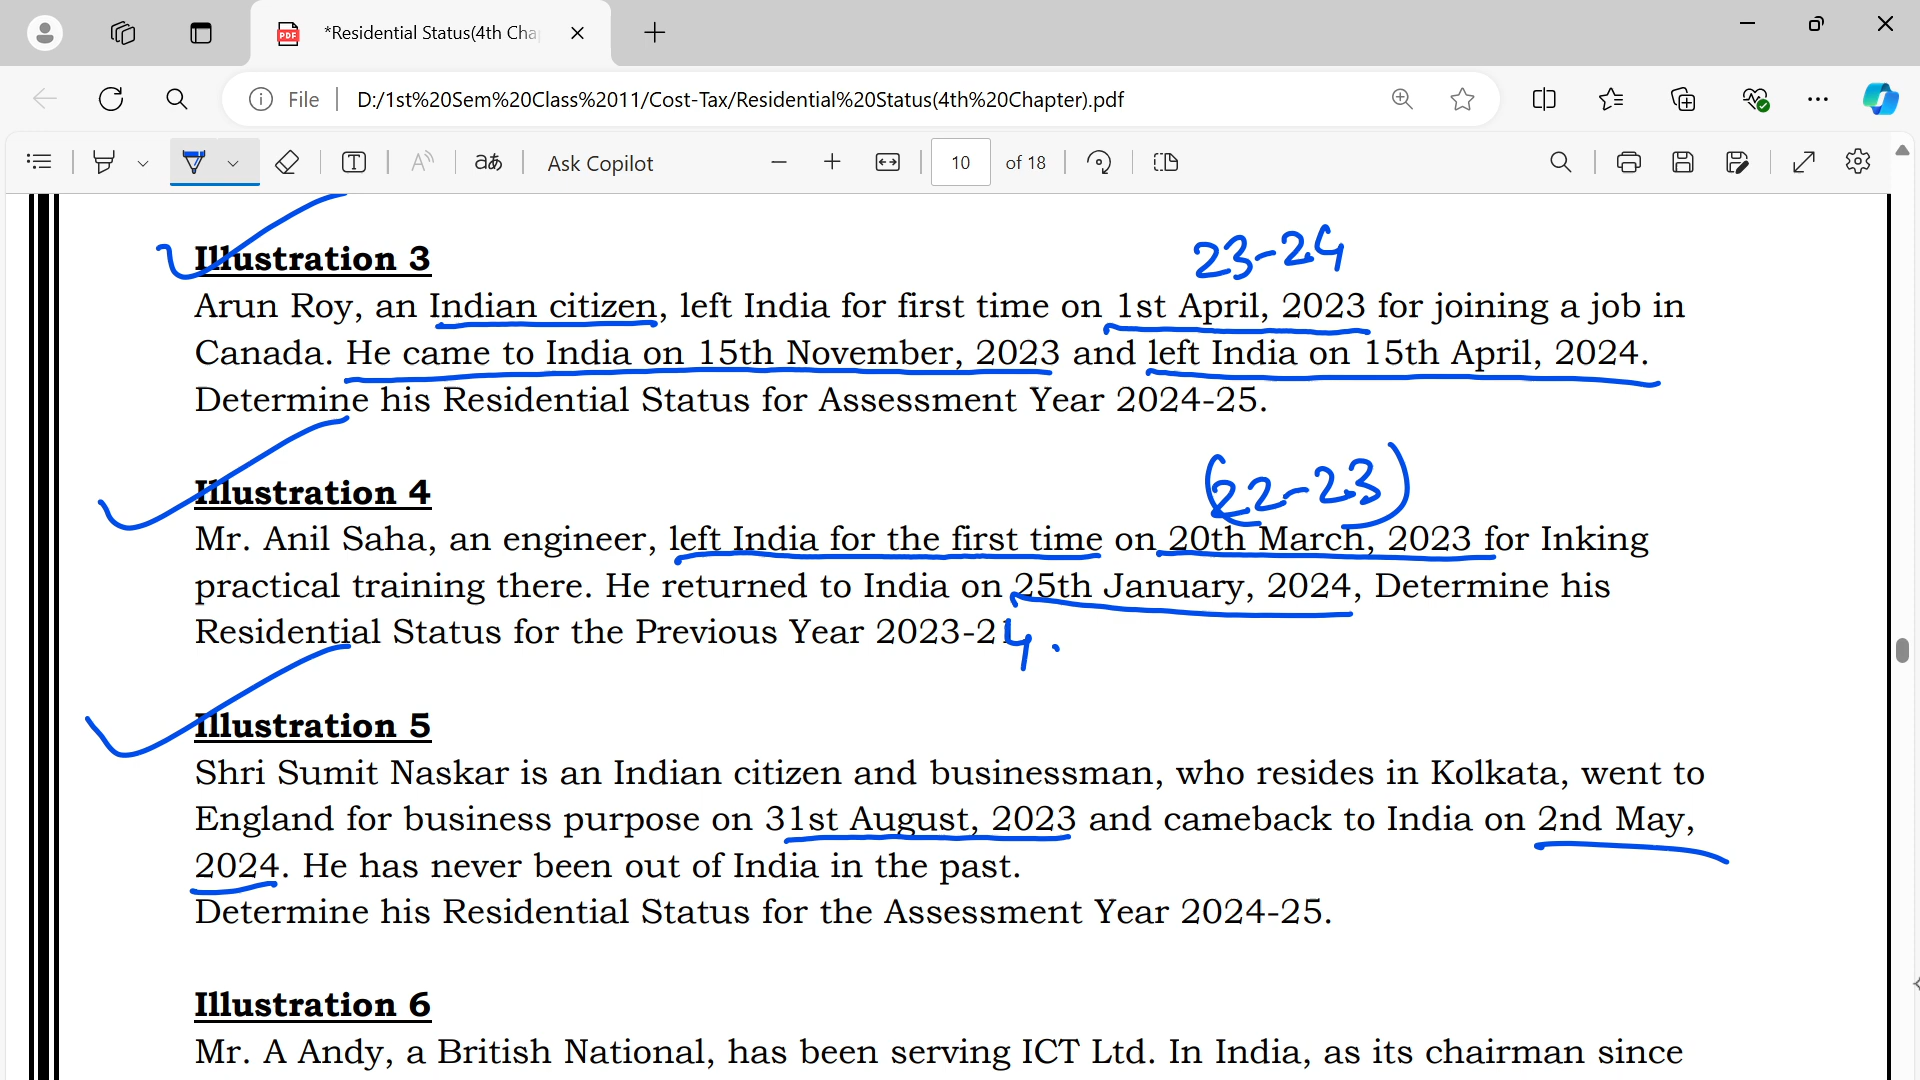 *Residential Status(4th Cha
File D:/1st%20Sem%20Class%2011/Cost-Tax/Residential%20Status(4th%20Chapter).pdf
aあ Ask Copilot 10 of 18
Illustration 3 23-24
Arun Roy, an Indian citizen, left India for first time on 1st April, 2023 for joining a job in
Canada. He came to India on 15th November, 2023 and left India on 15th April, 2024.
Determine his Residential Status for Assessment Year 2024-25.
Illustration 4 (22-23)
Mr. Anil Saha, an engineer, left India for the first time on 20th March, 2023 for Inking
practical training there. He returned to India on 25th January, 2024, Determine his
Residential Status for the Previous Year 2023-24.
Illustration 5
Shri Sumit Naskar is an Indian citizen and businessman, who resides in Kolkata, went to
England for business purpose on 31st August, 2023 and cameback to India on 2nd May,
2024. He has never been out of India in the past.
Determine his Residential Status for the Assessment Year 2024-25.
Illustration 6
Mr. A Andy, a British National, has been serving ICT Ltd. In India, as its chairman since